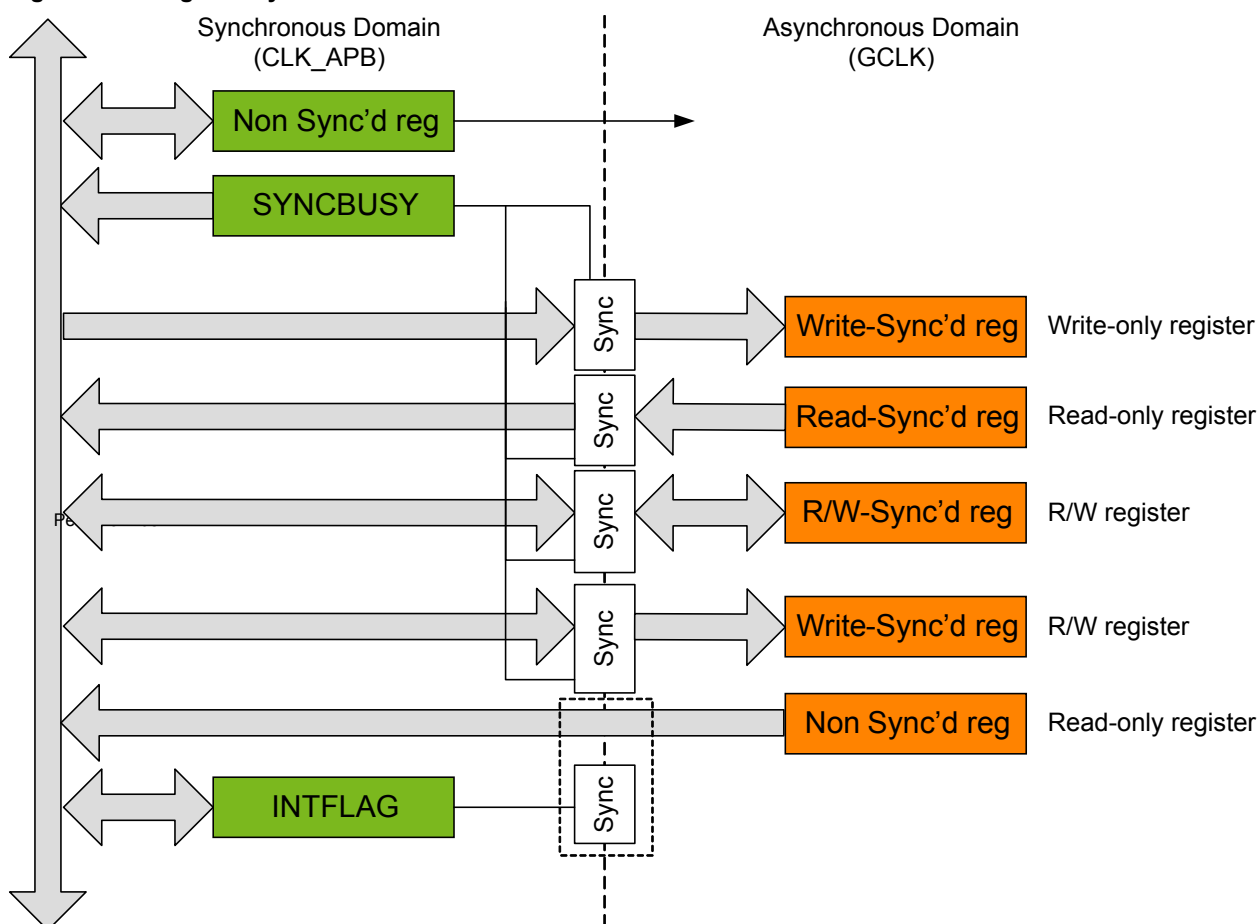 Synchronous Domain
(CLK_APB)
Asynchronous Domain
(GCLK)
Non Sync’d reg
SYNCBUSY
Sync
Write-Sync’d reg
Write-only register
Sync
Read-Sync’d reg
Read-only register
Sync
R/W-Sync’d reg
R/W register
Sync
Write-Sync’d reg
R/W register
Non Sync’d reg
Read-only register
INTFLAG
Sync